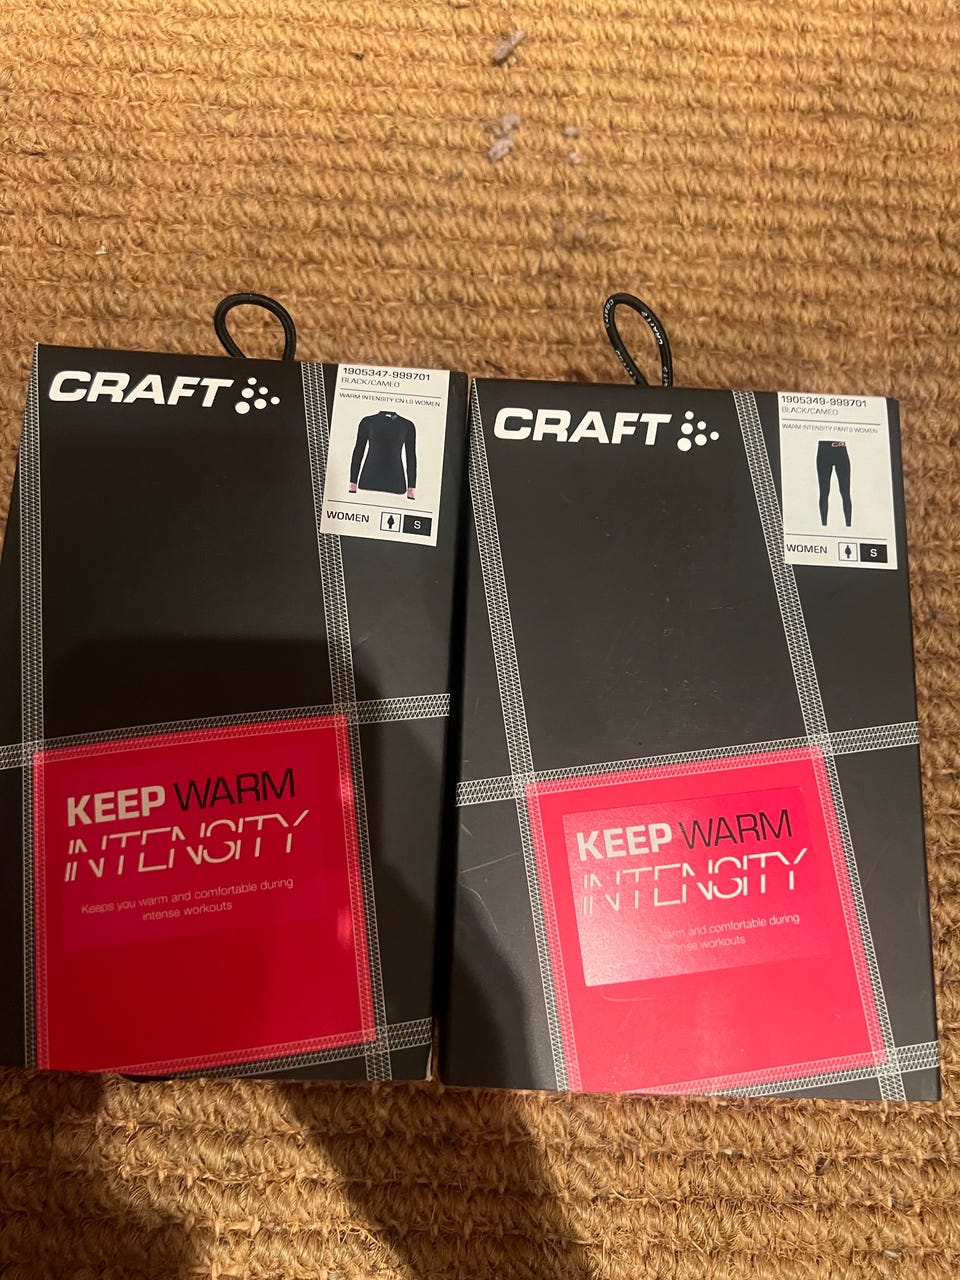 CRAFT
1905347-999701
BLACK/CAMEO
WARM INTENSITY CN LS WOMEN
WOMEN S
KEEP WARM
INTENSITY
Keeps you warm and comfortable during
intense workouts
CRAFT
1905349-999701
BLACK/CAMEO
WARM INTENSITY PANTS WOMEN
WOMEN S
KEEP WARM
INTENSITY
warm and comfortable during
intense workouts
CRAFT